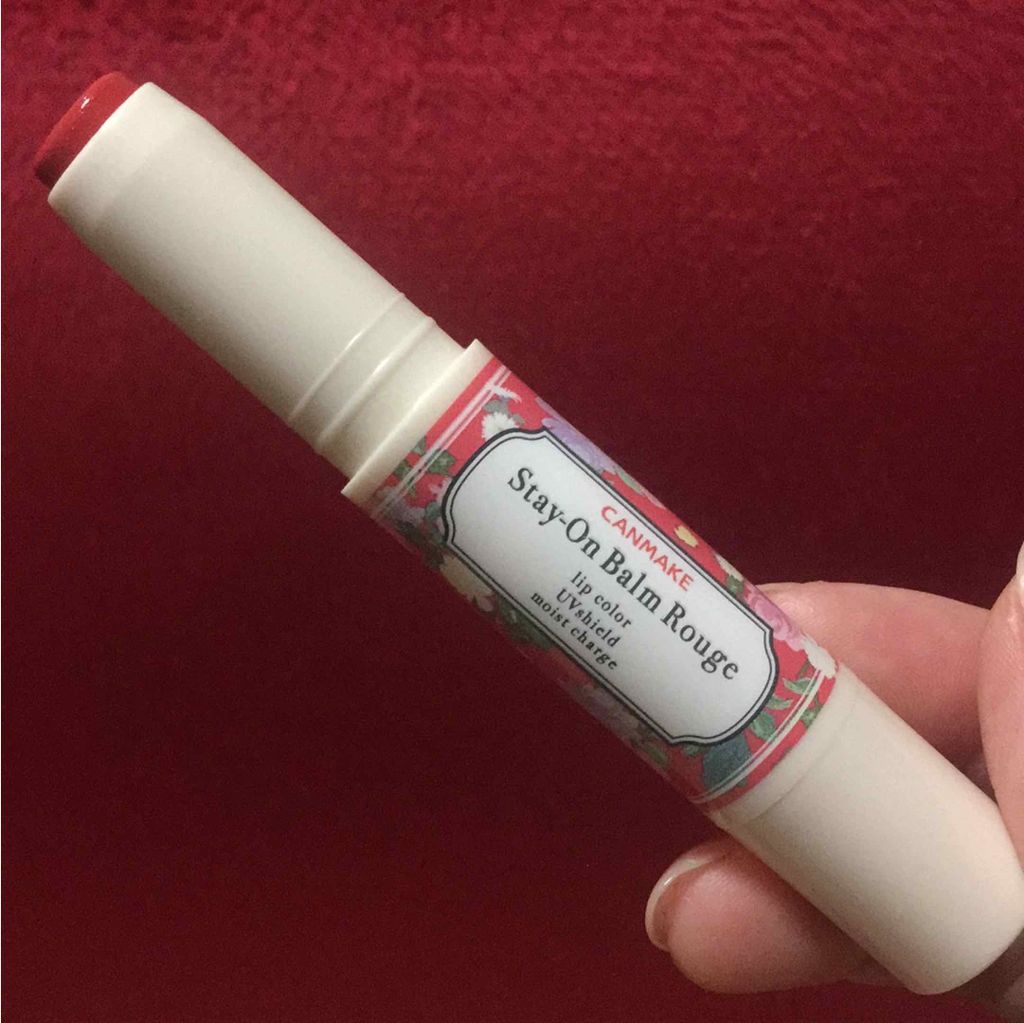 CANMAKE
Stay-On Balm Rouge
lip color
UVshield
moist charge